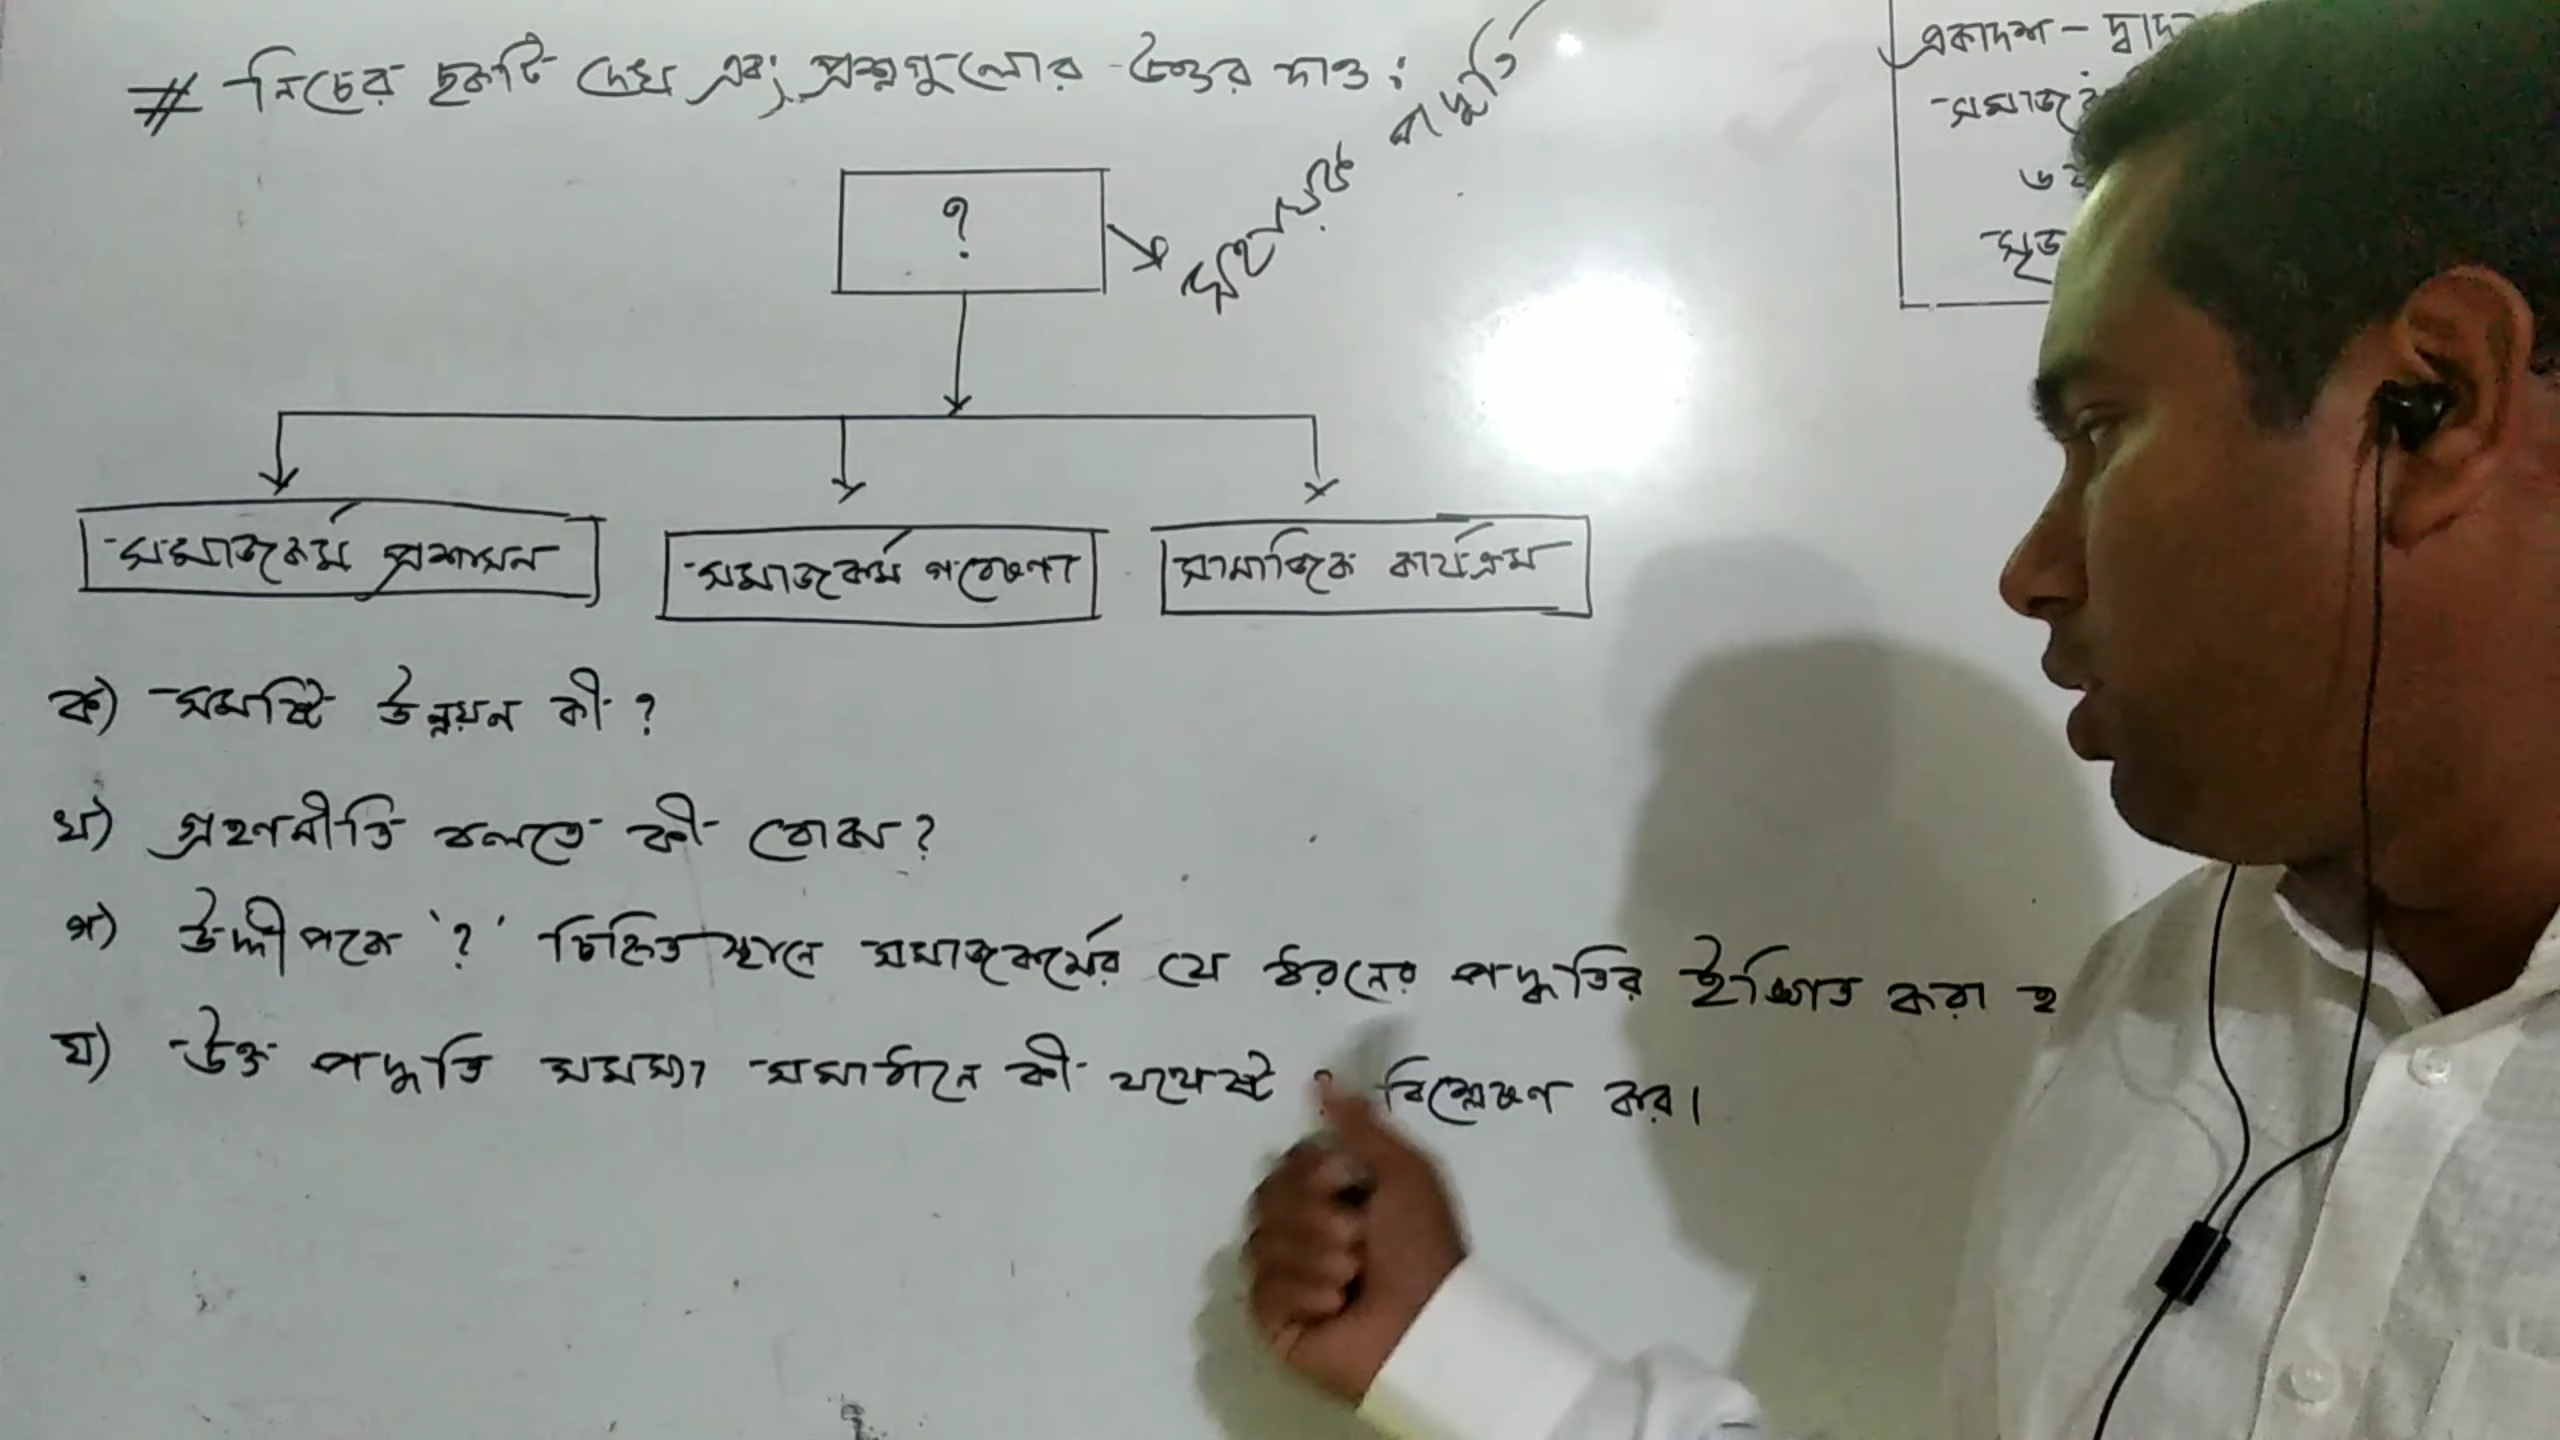 # নিচের ছকটি দেখ এবং প্রশ্নগুলোর উত্তর দাও:
একাদশ -
?
সমাজকর্ম প্রশাসন
সমাজকর্ম গবেষণা
সামাজিক কার্যক্রম
ক) সমষ্টি উন্নয়ন কী?
খ) গ্রহণনীতি বলতে কী বোঝ?
গ) উদ্দীপকে '?' চিহ্নিত স্থানে সমাজকর্মের যে ধরনের পদ্ধতির ইঙ্গিত করা
ঘ) উক্ত পদ্ধতি সমস্যা সমাধানে কী যথেষ্ট? বিশ্লেষণ কর।